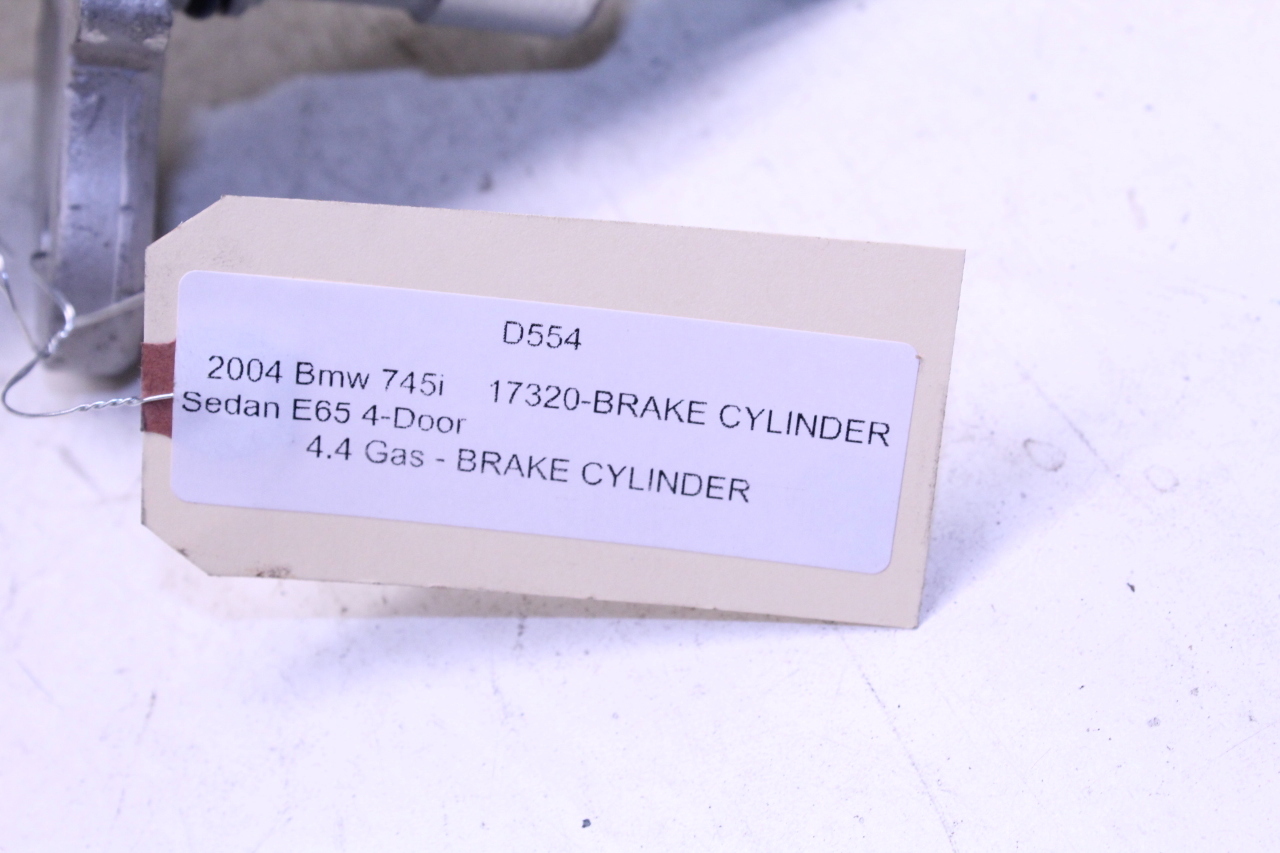 D554
2004 Bmw 745i 17320-BRAKE CYLINDER
Sedan E65 4-Door
4.4 Gas - BRAKE CYLINDER